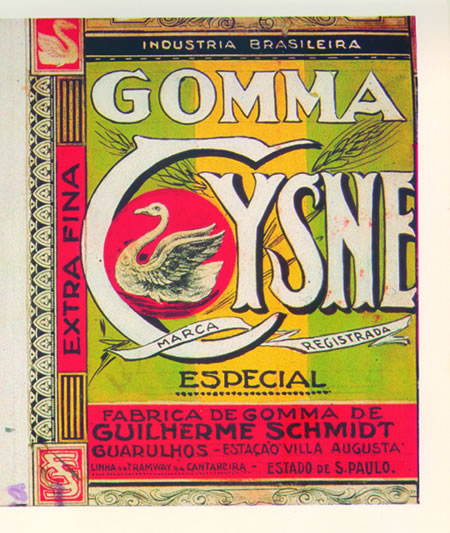 INDUSTRIA BRASILEIRA
GOMMA
CYSNE
MARCA REGISTRADA
ESPECIAL
EXTRA FINA
FABRICA DE GOMMA DE
GUILHERME SCHMIDT
GUARULHOS - ESTAÇÃO VILLA AUGUSTA
LINHA DO TRAMWAY DA CANTAREIRA. - ESTADO DE S. PAULO.